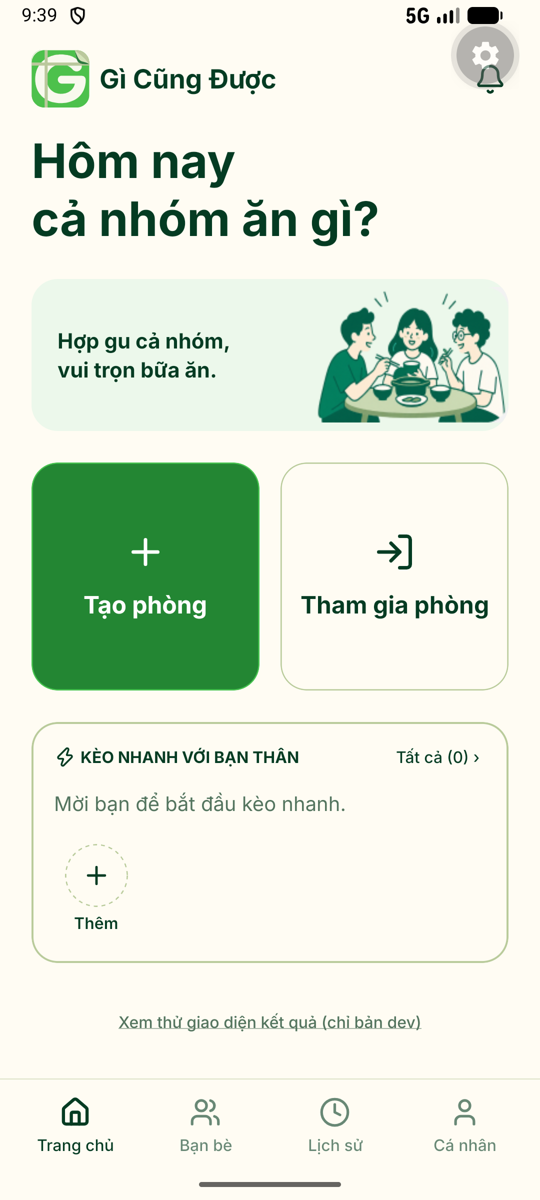 9:39
5G
Gì Cũng Được
Hôm nay
cả nhóm ăn gì?
Hợp gu cả nhóm,
vui trọn bữa ăn.
Tạo phòng
Tham gia phòng
KÈO NHANH VỚI BẠN THÂN
Tất cả (0) ›
Mời bạn để bắt đầu kèo nhanh.
Thêm
Xem thử giao diện kết quả (chỉ bản dev)
Trang chủ
Bạn bè
Lịch sử
Cá nhân